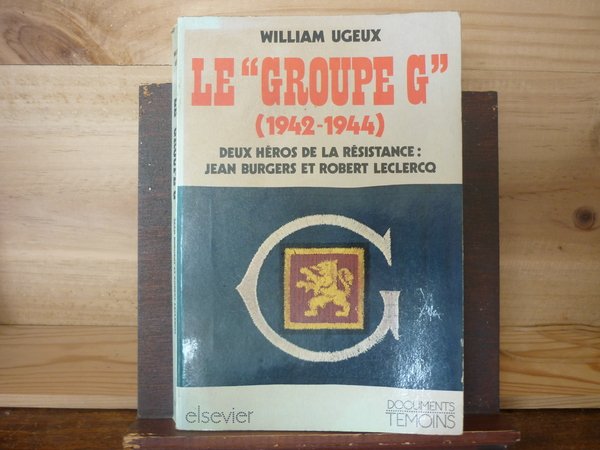 WILLIAM UGEUX
LE "GROUPE G"
(1942-1944)
DEUX HÉROS DE LA RÉSISTANCE :
JEAN BURGERS ET ROBERT LECLERCQ
G
elsevier
DOCUMENTS
TÉMOINS